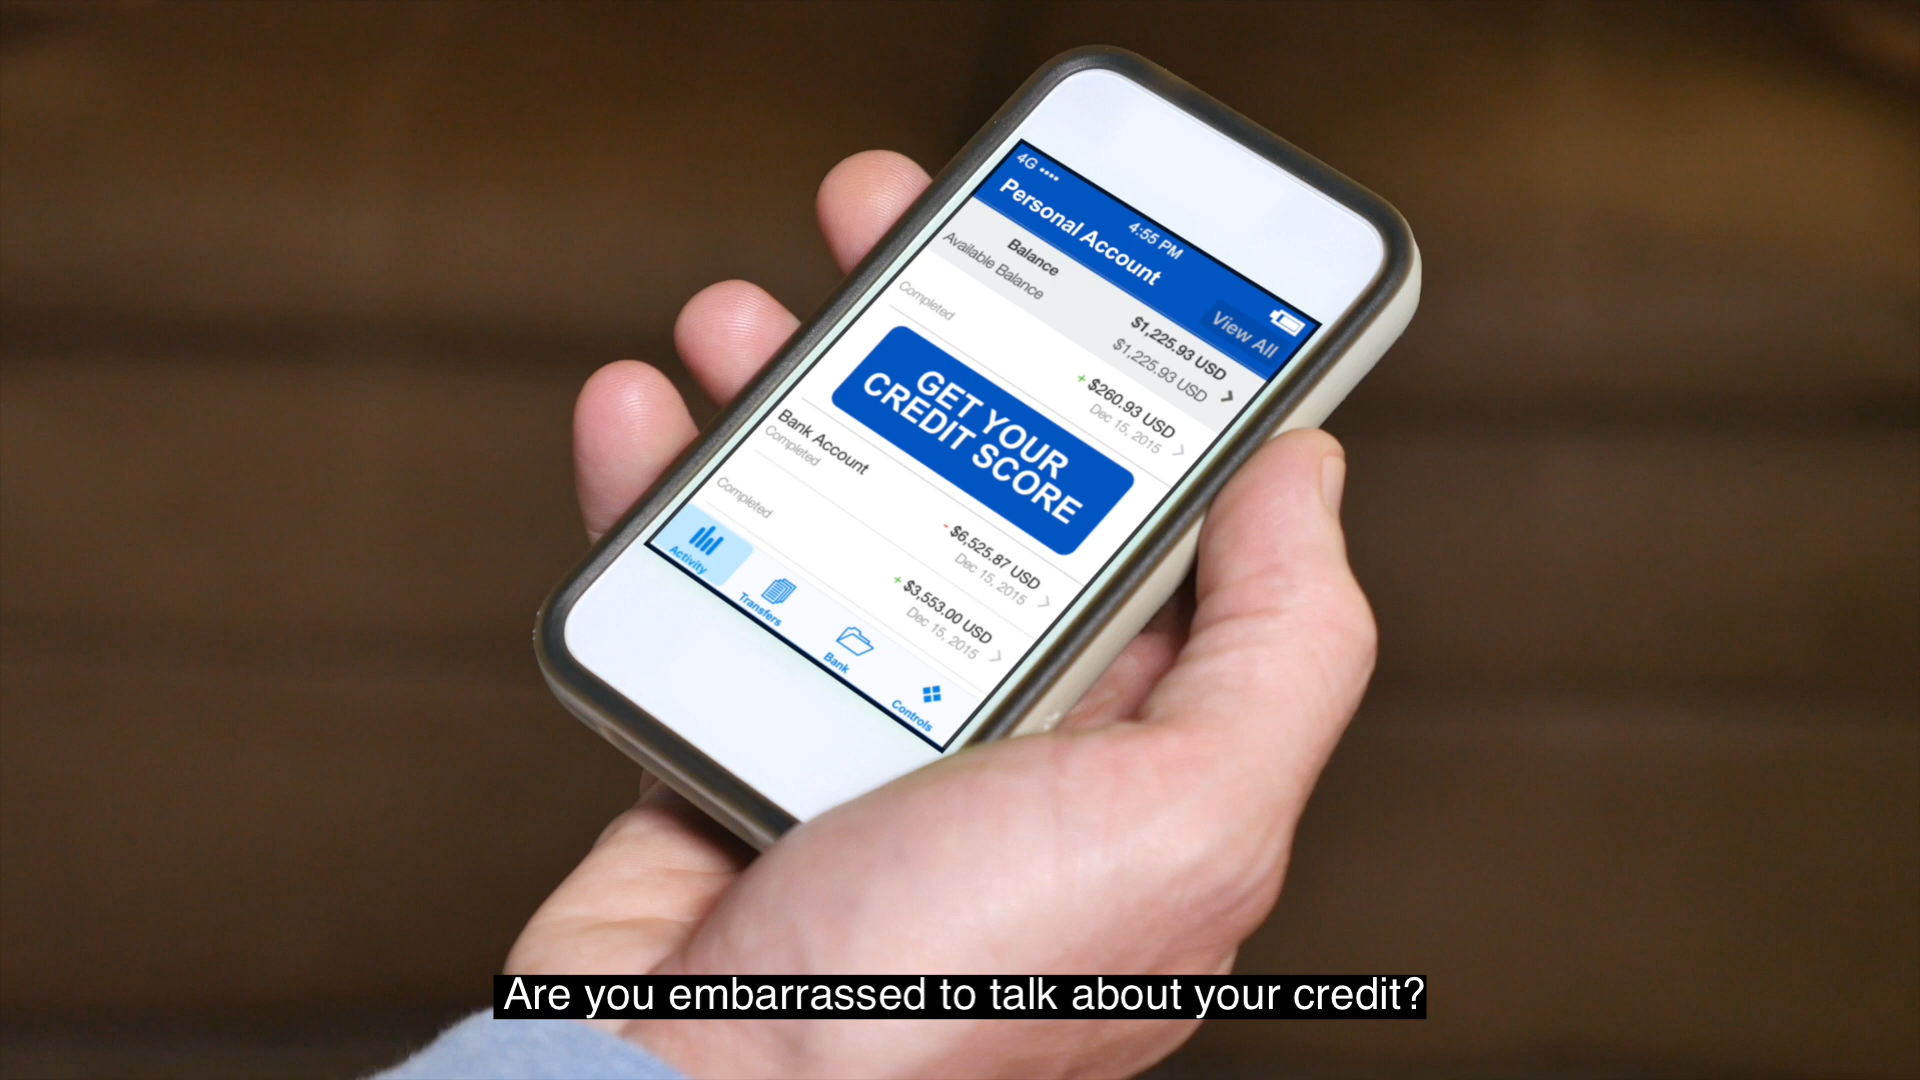 4G ••••
4:55 PM
Personal Account
View All
Balance
$1,225.93 USD
Available Balance
$1,225.93 USD
+ $260.93 USD
Completed
Dec 15, 2015
GET YOUR
CREDIT SCORE
Bank Account
- $6,525.87 USD
Completed
Dec 15, 2015
+ $3,553.00 USD
Completed
Dec 15, 2015
Activity
Transfers
Bank
Controls
Are you embarrassed to talk about your credit?